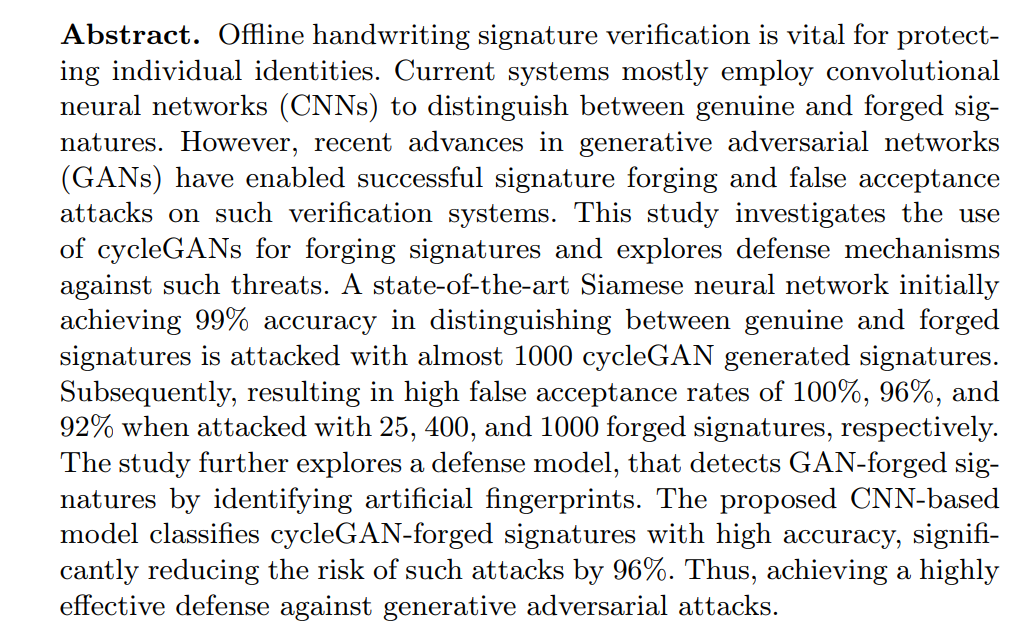 Abstract. Offline handwriting signature verification is vital for protect-
ing individual identities. Current systems mostly employ convolutional
neural networks (CNNs) to distinguish between genuine and forged sig-
natures. However, recent advances in generative adversarial networks
(GANs) have enabled successful signature forging and false acceptance
attacks on such verification systems. This study investigates the use
of cycleGANs for forging signatures and explores defense mechanisms
against such threats. A state-of-the-art Siamese neural network initially
achieving 99% accuracy in distinguishing between genuine and forged
signatures is attacked with almost 1000 cycleGAN generated signatures.
Subsequently, resulting in high false acceptance rates of 100%, 96%, and
92% when attacked with 25, 400, and 1000 forged signatures, respectively.
The study further explores a defense model, that detects GAN-forged sig-
natures by identifying artificial fingerprints. The proposed CNN-based
model classifies cycleGAN-forged signatures with high accuracy, signifi-
cantly reducing the risk of such attacks by 96%. Thus, achieving a highly
effective defense against generative adversarial attacks.